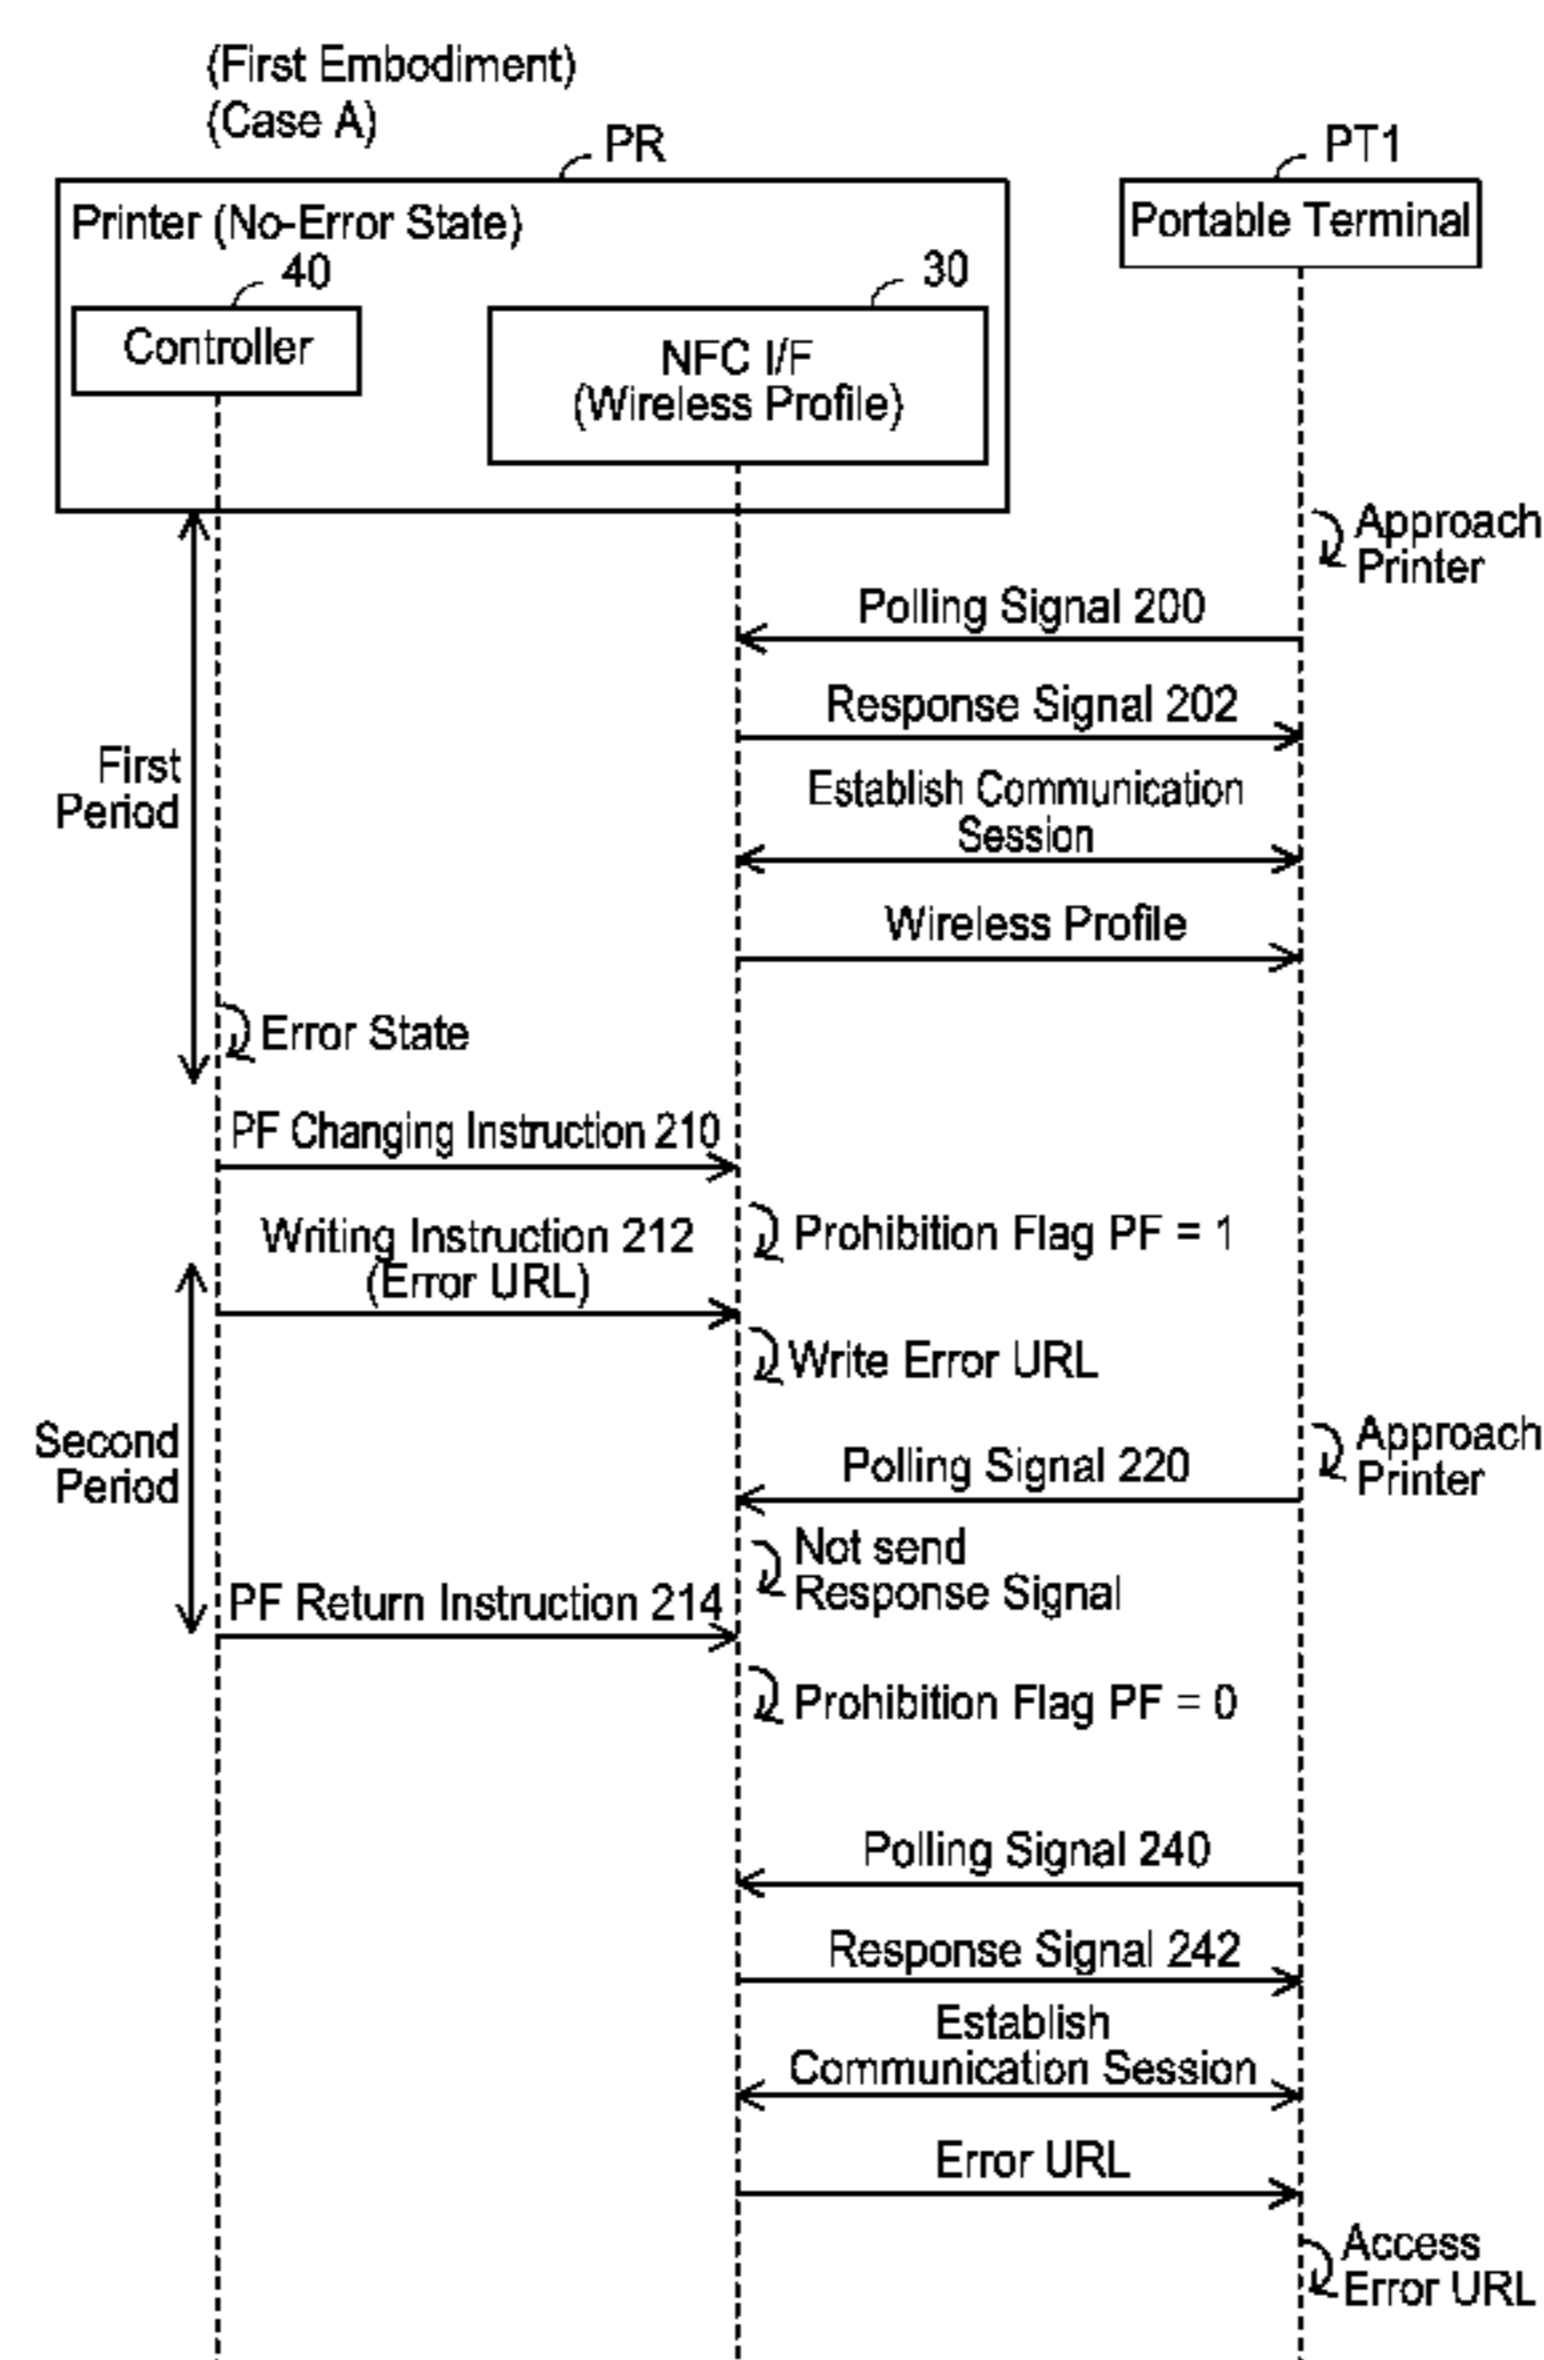 (First Embodiment)
(Case A)
PR
PT1
Printer (No-Error State)
Portable Terminal
40
30
Controller
NFC I/F
(Wireless Profile)
Approach
Printer
Polling Signal 200
Response Signal 202
First
Period
Establish Communication
Session
Wireless Profile
Error State
PF Changing Instruction 210
Prohibition Flag PF = 1
Writing Instruction 212
(Error URL)
Write Error URL
Second
Period
Approach
Printer
Polling Signal 220
Not send
Response Signal
PF Return Instruction 214
Prohibition Flag PF = 0
Polling Signal 240
Response Signal 242
Establish
Communication Session
Error URL
Access
Error URL